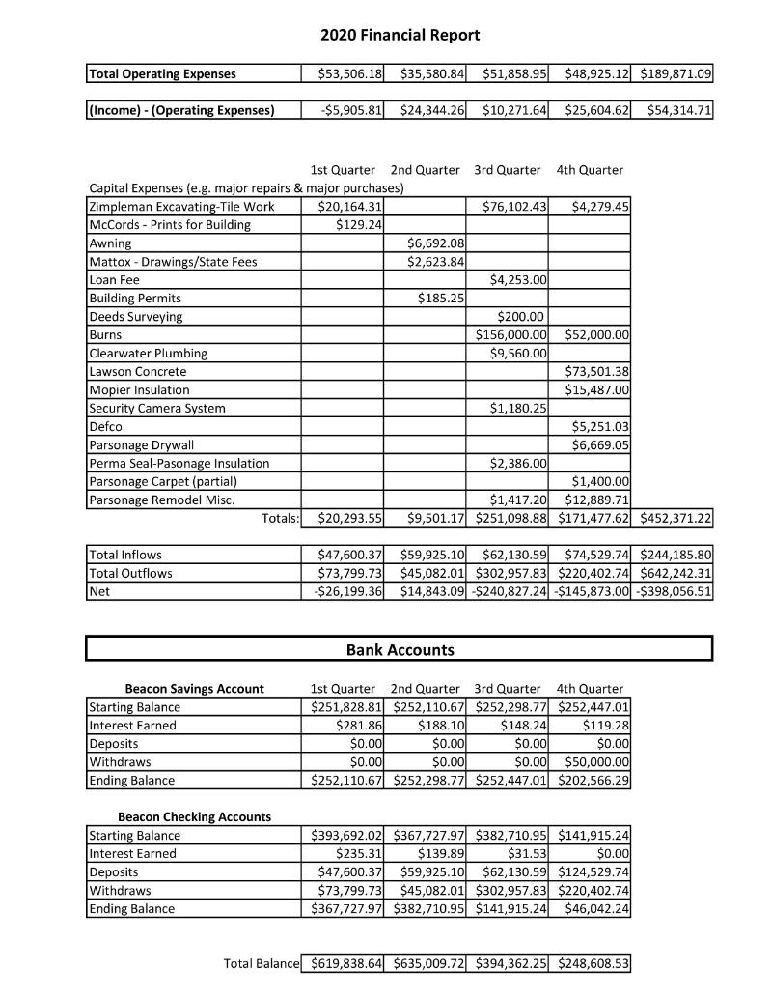 2020 Financial Report
Total Operating Expenses $53,506.18 $35,580.84 $51,858.95 $48,925.12 $189,871.09
(Income) - (Operating Expenses) -$5,905.81 $24,344.26 $10,271.64 $25,604.62 $54,314.71
1st Quarter 2nd Quarter 3rd Quarter 4th Quarter
Capital Expenses (e.g. major repairs & major purchases)
Zimpleman Excavating-Tile Work $20,164.31 $76,102.43 $4,279.45
McCords - Prints for Building $129.24
Awning $6,692.08
Mattox - Drawings/State Fees $2,623.84
Loan Fee $4,253.00
Building Permits $185.25
Deeds Surveying $200.00
Burns $156,000.00 $52,000.00
Clearwater Plumbing $9,560.00
Lawson Concrete $73,501.38
Mopier Insulation $15,487.00
Security Camera System $1,180.25
Defco $5,251.03
Parsonage Drywall $6,669.05
Perma Seal-Pasonage Insulation $2,386.00
Parsonage Carpet (partial) $1,400.00
Parsonage Remodel Misc. $1,417.20 $12,889.71
Totals: $20,293.55 $9,501.17 $251,098.88 $171,477.62 $452,371.22
Total Inflows $47,600.37 $59,925.10 $62,130.59 $74,529.74 $244,185.80
Total Outflows $73,799.73 $45,082.01 $302,957.83 $220,402.74 $642,242.31
Net -$26,199.36 $14,843.09 -$240,827.24 -$145,873.00 -$398,056.51
Bank Accounts
Beacon Savings Account 1st Quarter 2nd Quarter 3rd Quarter 4th Quarter
Starting Balance $251,828.81 $252,110.67 $252,298.77 $252,447.01
Interest Earned $281.86 $188.10 $148.24 $119.28
Deposits $0.00 $0.00 $0.00 $0.00
Withdraws $0.00 $0.00 $0.00 $50,000.00
Ending Balance $252,110.67 $252,298.77 $252,447.01 $202,566.29
Beacon Checking Accounts
Starting Balance $393,692.02 $367,727.97 $382,710.95 $141,915.24
Interest Earned $235.31 $139.89 $31.53 $0.00
Deposits $47,600.37 $59,925.10 $62,130.59 $124,529.74
Withdraws $73,799.73 $45,082.01 $302,957.83 $220,402.74
Ending Balance $367,727.97 $382,710.95 $141,915.24 $46,042.24
Total Balance $619,838.64 $635,009.72 $394,362.25 $248,608.53